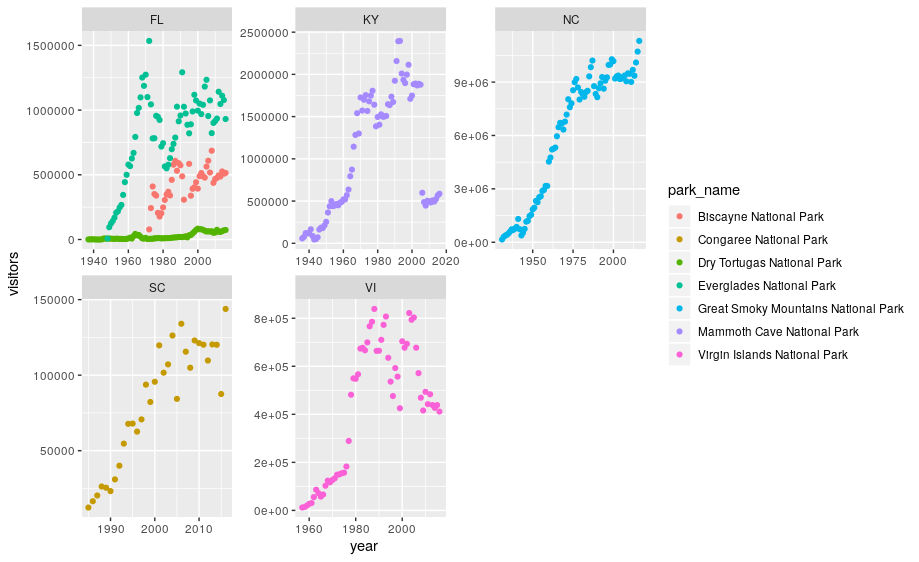 FL
KY
NC
1500000
1000000
500000
0
1940 1960 1980 2000
2500000
2000000
1500000
1000000
500000
0
1940 1960 1980 2000 2020
9e+06
6e+06
3e+06
0e+00
1950 1975 2000
SC
VI
150000
100000
50000
1990 2000 2010
8e+05
6e+05
4e+05
2e+05
0e+00
1960 1980 2000
visitors
year
park_name
BIscayne National Park
Congaree National Park
Dry Tortugas National Park
Everglades National Park
Great Smoky Mountains National Park
Mammoth Cave National Park
Virgin Islands National Park